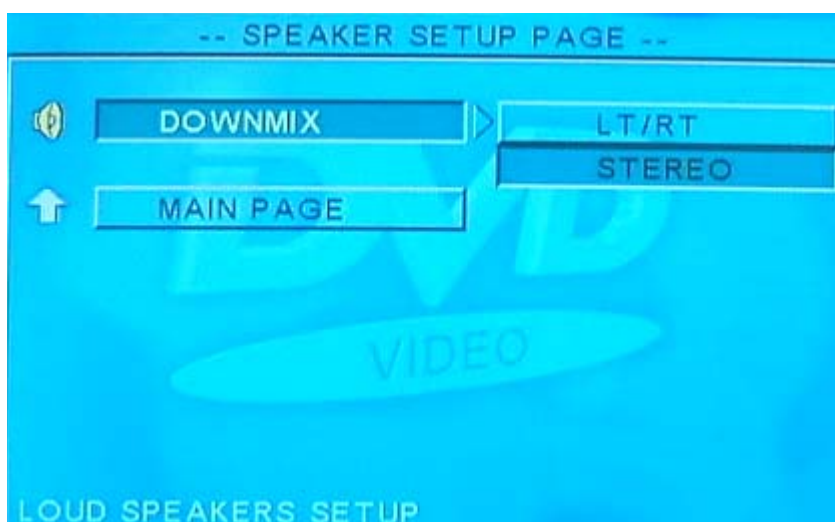 -- SPEAKER SETUP PAGE --
DOWNMIX
LT/RT
STEREO
MAIN PAGE
DVD
VIDEO
LOUD SPEAKERS SETUP